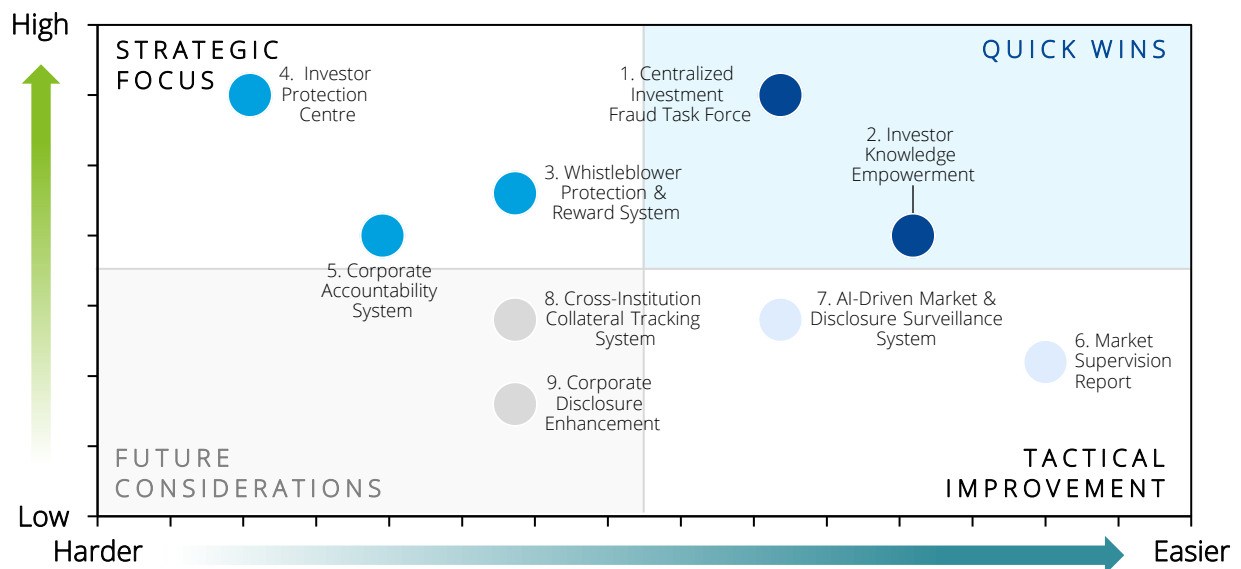 High
STRATEGIC
FOCUS
QUICK WINS
4. Investor
Protection
Centre
1. Centralized
Investment
Fraud Task Force
2. Investor
Knowledge
Empowerment
3. Whistleblower
Protection &
Reward System
5. Corporate
Accountability
System
8. Cross-Institution
Collateral Tracking
System
7. AI-Driven Market &
Disclosure Surveillance
System
6. Market
Supervision
Report
9. Corporate
Disclosure
Enhancement
FUTURE
CONSIDERATIONS
TACTICAL
IMPROVEMENT
Low
Harder
Easier